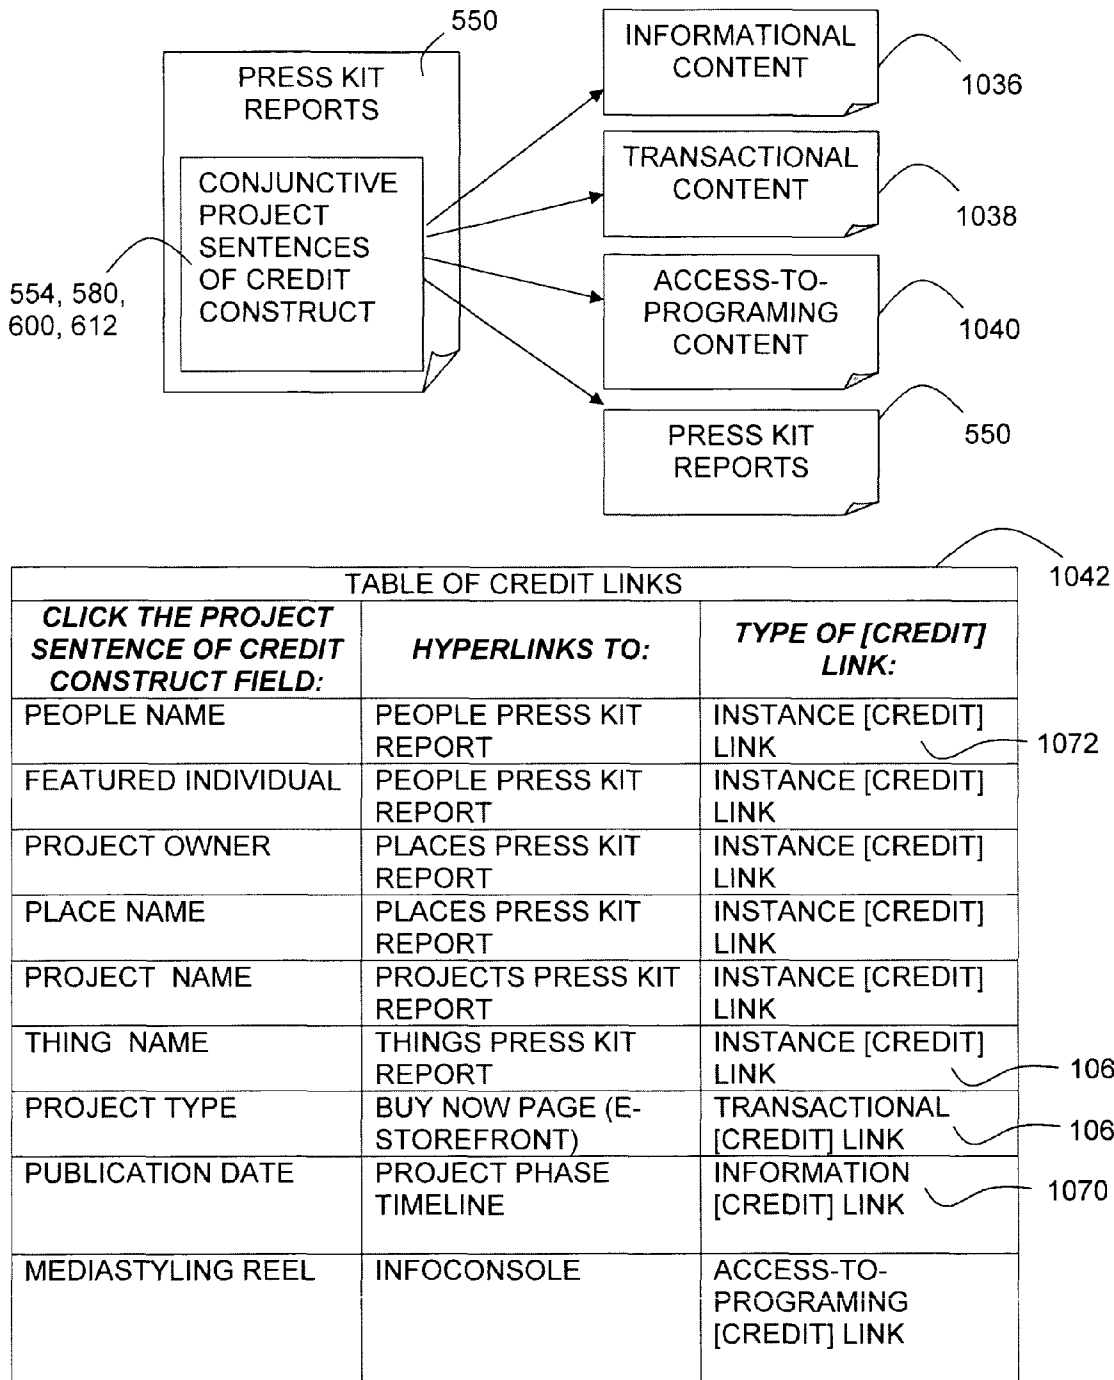 550
PRESS KIT
REPORTS
CONJUNCTIVE
PROJECT
SENTENCES
OF CREDIT
CONSTRUCT
554, 580,
600, 612
INFORMATIONAL
CONTENT
1036
TRANSACTIONAL
CONTENT
1038
ACCESS-TO-
PROGRAMING
CONTENT
1040
PRESS KIT
REPORTS
550
1042
TABLE OF CREDIT LINKS
CLICK THE PROJECT
SENTENCE OF CREDIT
CONSTRUCT FIELD:
HYPERLINKS TO:
TYPE OF [CREDIT]
LINK:
PEOPLE NAME
PEOPLE PRESS KIT
REPORT
INSTANCE [CREDIT]
LINK
1072
FEATURED INDIVIDUAL
PEOPLE PRESS KIT
REPORT
INSTANCE [CREDIT]
LINK
PROJECT OWNER
PLACES PRESS KIT
REPORT
INSTANCE [CREDIT]
LINK
PLACE NAME
PLACES PRESS KIT
REPORT
INSTANCE [CREDIT]
LINK
PROJECT NAME
PROJECTS PRESS KIT
REPORT
INSTANCE [CREDIT]
LINK
THING NAME
THINGS PRESS KIT
REPORT
INSTANCE [CREDIT]
LINK
106
PROJECT TYPE
BUY NOW PAGE (E-
STOREFRONT)
TRANSACTIONAL
[CREDIT] LINK
106
PUBLICATION DATE
PROJECT PHASE
TIMELINE
INFORMATION
[CREDIT] LINK
1070
MEDIASTYLING REEL
INFOCONSOLE
ACCESS-TO-
PROGRAMING
[CREDIT] LINK